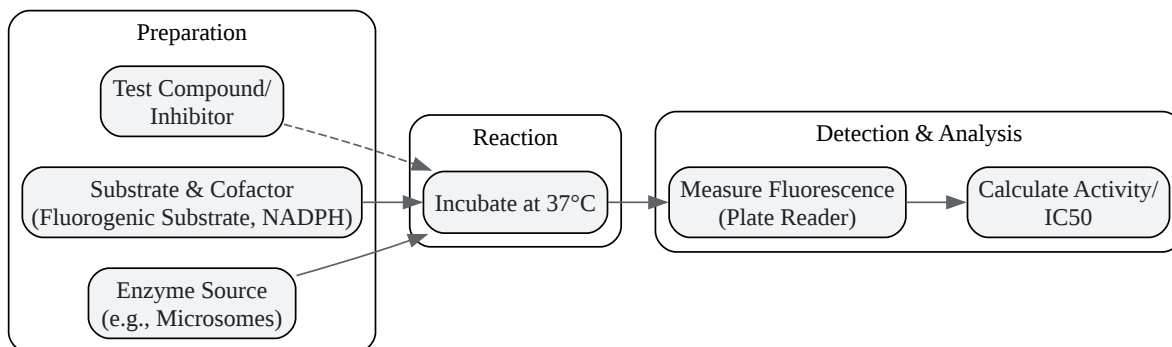 Preparation
Test Compound/
Inhibitor
Substrate & Cofactor
(Fluorogenic Substrate, NADPH)
Enzyme Source
(e.g., Microsomes)
Reaction
Incubate at 37°C
Detection & Analysis
Measure Fluorescence
(Plate Reader)
Calculate Activity/
IC50